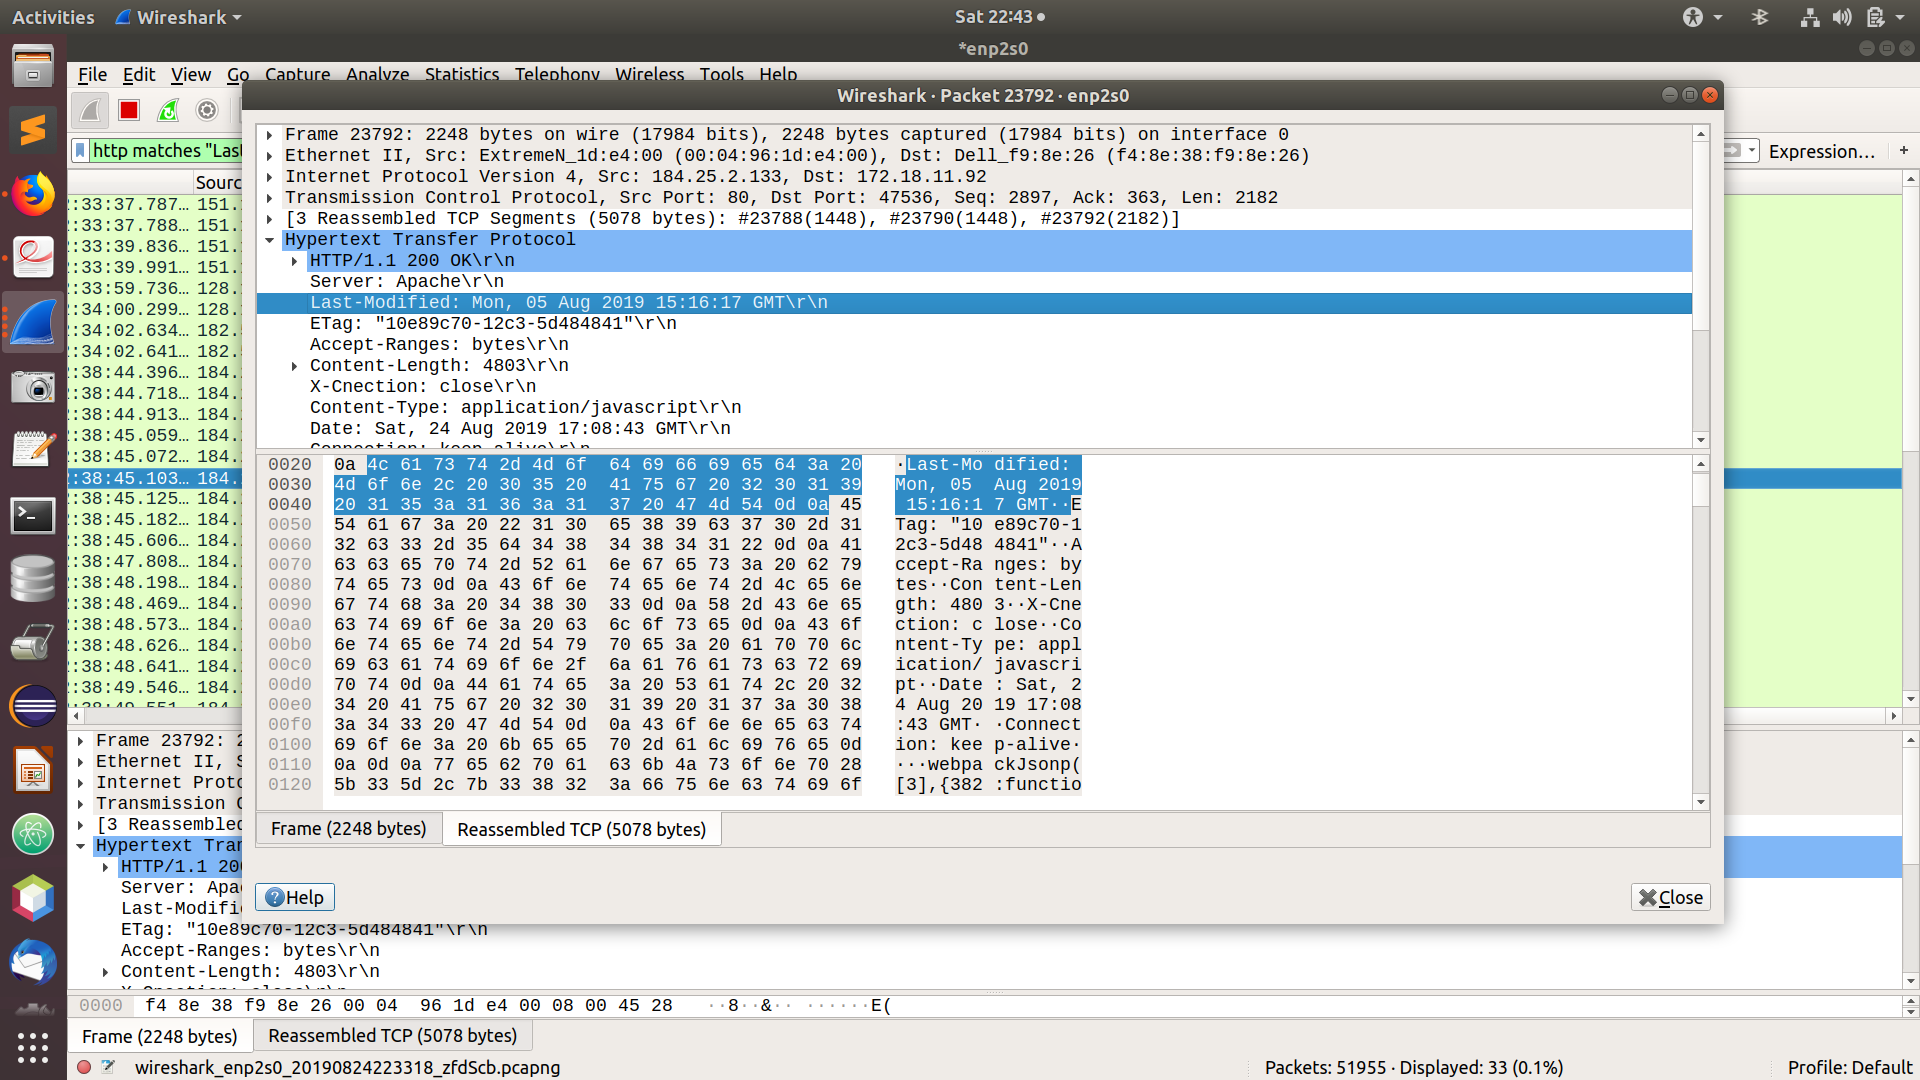 Activities
Wireshark
Sat 22:43
*enp2s0
File Edit View Go Capture Analyze Statistics Telephony Wireless Tools Help
Wireshark · Packet 23792 · enp2s0
http matches "Las
Expression…
+
Sourc
:33:37.787… 151.
:33:37.788… 151.
:33:39.836… 151.
:33:39.991… 151.
:33:59.736… 128.
:34:00.299… 128.
:34:02.634… 182.
:34:02.641… 182.
:38:44.396… 184.
:38:44.718… 184.
:38:44.913… 184.
:38:45.059… 184.
:38:45.072… 184.
:38:45.103… 184.
:38:45.125… 184.
:38:45.606… 184.
:38:47.808… 184.
:38:48.198… 184.
:38:48.469… 184.
:38:48.573… 184.
:38:48.626… 184.
:38:48.641… 184.
:38:49.546… 184.
:38:49.551 184
Frame 23792: 2248 bytes on wire (17984 bits), 2248 bytes captured (17984 bits) on interface 0
Ethernet II, Src: ExtremeN_1d:e4:00 (00:04:96:1d:e4:00), Dst: Dell_f9:8e:26 (f4:8e:38:f9:8e:26)
Internet Protocol Version 4, Src: 184.25.2.133, Dst: 172.18.11.92
Transmission Control Protocol, Src Port: 80, Dst Port: 47536, Seq: 2897, Ack: 363, Len: 2182
[3 Reassembled TCP Segments (5078 bytes): #23788(1448), #23790(1448), #23792(2182)]
Hypertext Transfer Protocol
HTTP/1.1 200 OK\r\n
Server: Apache\r\n
Last-Modified: Mon, 05 Aug 2019 15:16:17 GMT\r\n
ETag: "10e89c70-12c3-5d484841"\r\n
Accept-Ranges: bytes\r\n
Content-Length: 4803\r\n
X-Cnection: close\r\n
Content-Type: application/javascript\r\n
Date: Sat, 24 Aug 2019 17:08:43 GMT\r\n
Connection: keep-alive\r\n
0020 0a 4c 61 73 74 2d 4d 6f 64 69 66 69 65 64 3a 20 ·Last-Mo dified:
0030 4d 6f 6e 2c 20 30 35 20 41 75 67 20 32 30 31 39 Mon, 05 Aug 2019
0040 20 31 35 3a 31 36 3a 31 37 20 47 4d 54 0d 0a 45 15:16:1 7 GMT··E
0050 54 61 67 3a 20 22 31 30 65 38 39 63 37 30 2d 31 Tag: "10 e89c70-1
0060 32 63 33 2d 35 64 34 38 34 38 34 31 22 0d 0a 41 2c3-5d48 4841"··A
0070 63 63 65 70 74 2d 52 61 6e 67 65 73 3a 20 62 79 ccept-Ra nges: by
0080 74 65 73 0d 0a 43 6f 6e 74 65 6e 74 2d 4c 65 6e tes··Con tent-Len
0090 67 74 68 3a 20 34 38 30 33 0d 0a 58 2d 43 6e 65 gth: 480 3··X-Cne
00a0 63 74 69 6f 6e 3a 20 63 6c 6f 73 65 0d 0a 43 6f ction: c lose··Co
00b0 6e 74 65 6e 74 2d 54 79 70 65 3a 20 61 70 70 6c ntent-Ty pe: appl
00c0 69 63 61 74 69 6f 6e 2f 6a 61 76 61 73 63 72 69 ication/ javascri
00d0 70 74 0d 0a 44 61 74 65 3a 20 53 61 74 2c 20 32 pt··Date : Sat, 2
00e0 34 20 41 75 67 20 32 30 31 39 20 31 37 3a 30 38 4 Aug 20 19 17:08
00f0 3a 34 33 20 47 4d 54 0d 0a 43 6f 6e 6e 65 63 74 :43 GMT· ·Connect
0100 69 6f 6e 3a 20 6b 65 65 70 2d 61 6c 69 76 65 0d ion: kee p-alive·
0110 0a 0d 0a 77 65 62 70 61 63 6b 4a 73 6f 6e 70 28 ···webpa ckJsonp(
0120 5b 33 5d 2c 7b 33 38 32 3a 66 75 6e 63 74 69 6f [3],{382 :functio
Frame (2248 bytes) Reassembled TCP (5078 bytes)
Help
Close
Frame 23792: 2
Ethernet II, S
Internet Proto
Transmission C
[3 Reassembled
Hypertext Tran
HTTP/1.1 200
Server: Apac
Last-Modifi
ETag: "10e89c70-12c3-5d484841"\r\n
Accept-Ranges: bytes\r\n
Content-Length: 4803\r\n
X-Cnection: close\r\n
0000 f4 8e 38 f9 8e 26 00 04 96 1d e4 00 08 00 45 28 ··8··&·· ······E(
Frame (2248 bytes) Reassembled TCP (5078 bytes)
wireshark_enp2s0_20190824223318_zfdScb.pcapng
Packets: 51955 · Displayed: 33 (0.1%)
Profile: Default